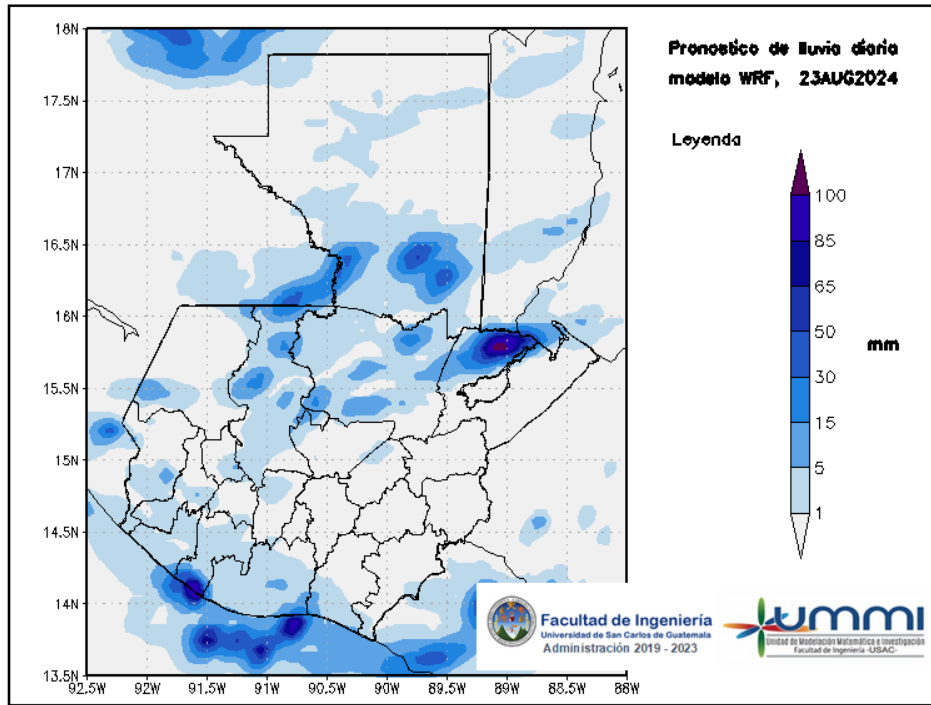 Pronostico de lluvia diaria
modelo WRF, 23AUG2024
Leyenda
100
85
65
50
30
15
5
1
mm
18N
17.5N
17N
16.5N
16N
15.5N
15N
14.5N
14N
13.5N
92.5W
92W
91.5W
91W
90.5W
90W
89.5W
89W
88.5W
88W
Facultad de Ingeniería
Universidad de San Carlos de Guatemala
Administración 2019 - 2023
UMMI
Unidad de Modelación Matemática e Investigación
Facultad de Ingeniería -USAC-